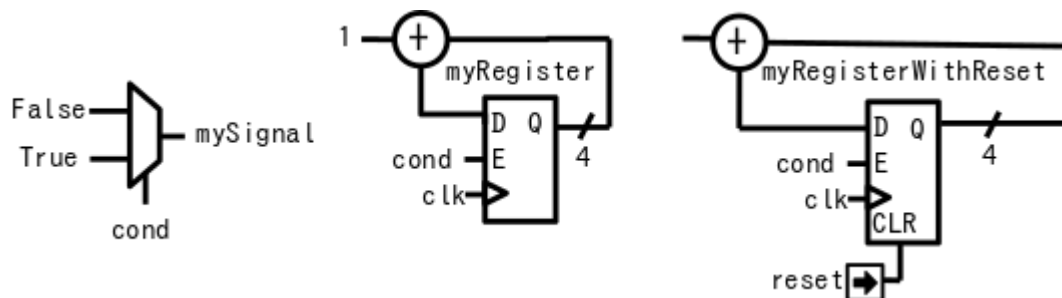 False
True
mySignal
cond
1
+
myRegister
D Q
4
cond E
clk
+
myRegisterWithReset
D Q
4
cond E
clk
CLR
reset